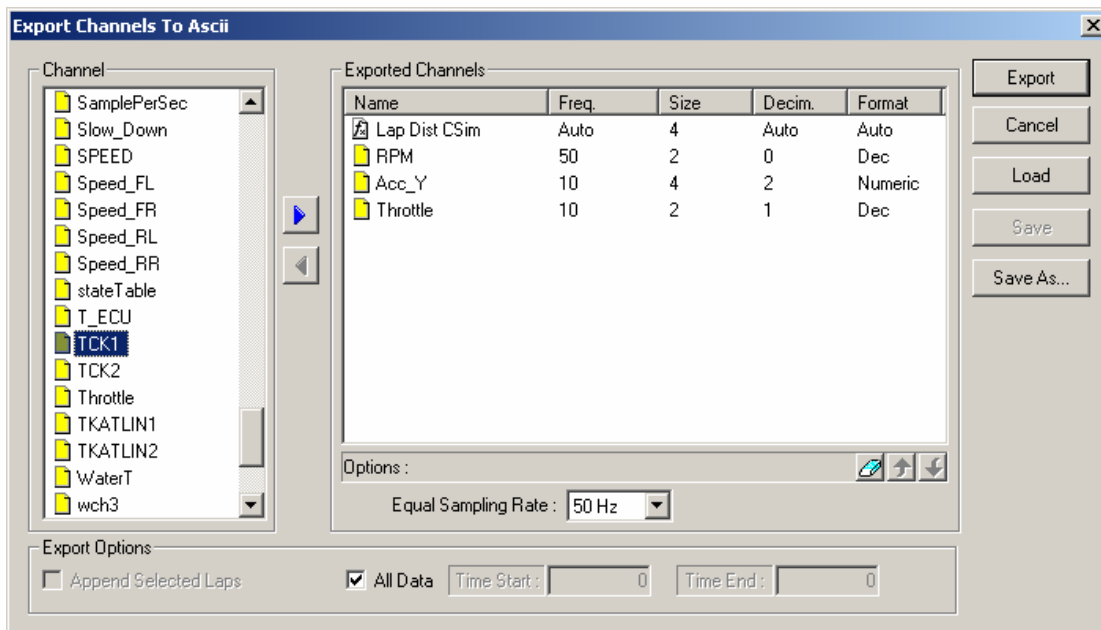 Export Channels To Ascii
Channel
SamplePerSec
Slow_Down
SPEED
Speed_FL
Speed_FR
Speed_RL
Speed_RR
stateTable
T_ECU
TCK1
TCK2
Throttle
TKATLIN1
TKATLIN2
WaterT
wch3
Exported Channels
Name Freq. Size Decim. Format
Lap Dist CSim Auto 4 Auto Auto
RPM 50 2 0 Dec
Acc_Y 10 4 2 Numeric
Throttle 10 2 1 Dec
Options :
Equal Sampling Rate : 50 Hz
Export
Cancel
Load
Save
Save As...
Export Options
Append Selected Laps All Data Time Start : 0 Time End : 0